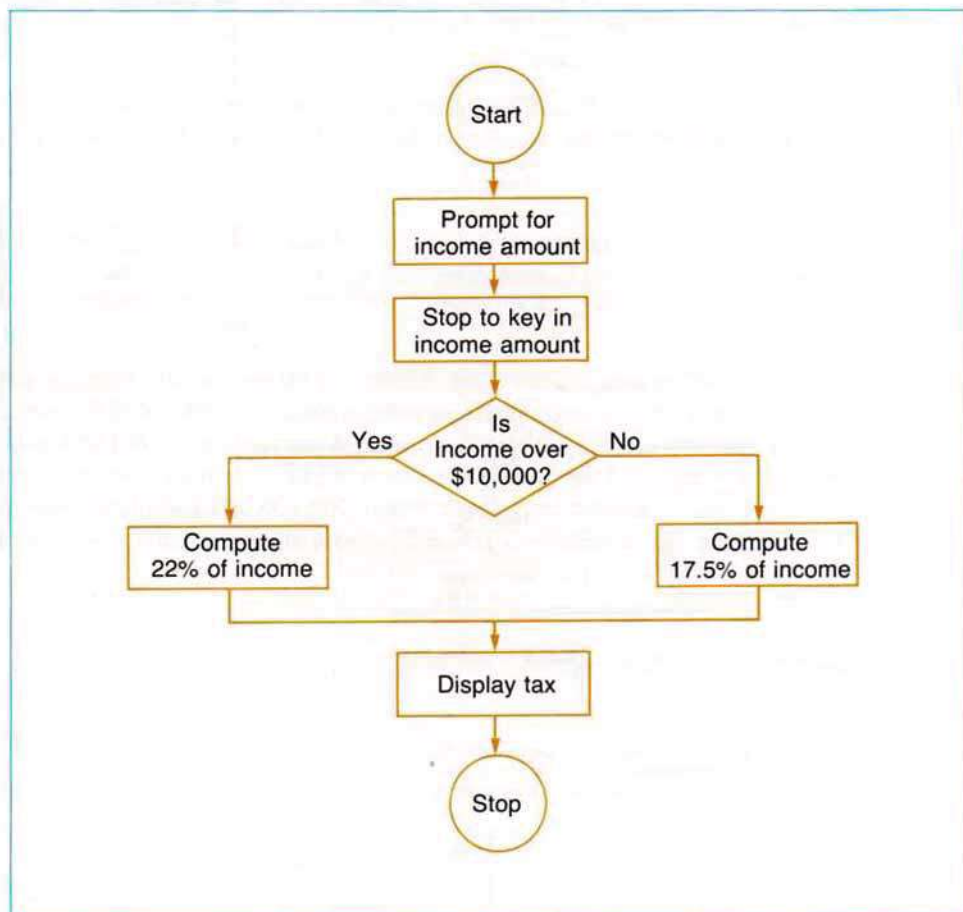 Start
Prompt for
income amount
Stop to key in
income amount
Is
Income over
$10,000?
Yes
No
Compute
22% of income
Compute
17.5% of income
Display tax
Stop